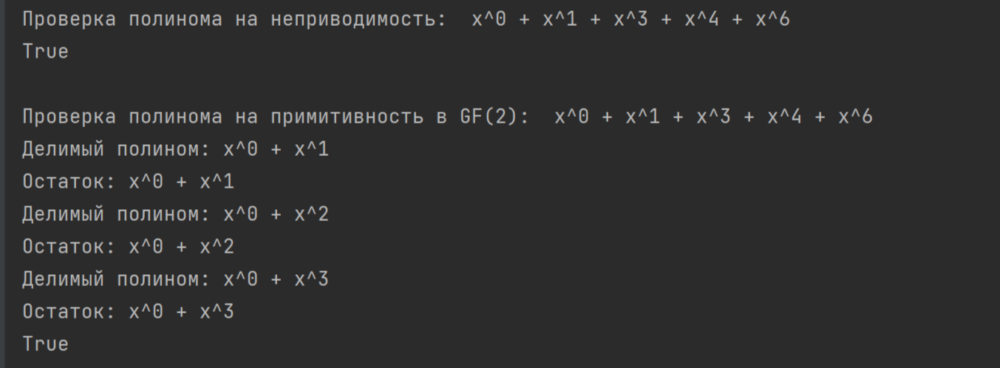 Проверка полинома на неприводимость:  x^0 + x^1 + x^3 + x^4 + x^6
True
Проверка полинома на примитивность в GF(2):  x^0 + x^1 + x^3 + x^4 + x^6
Делимый полином: x^0 + x^1
Остаток: x^0 + x^1
Делимый полином: x^0 + x^2
Остаток: x^0 + x^2
Делимый полином: x^0 + x^3
Остаток: x^0 + x^3
True